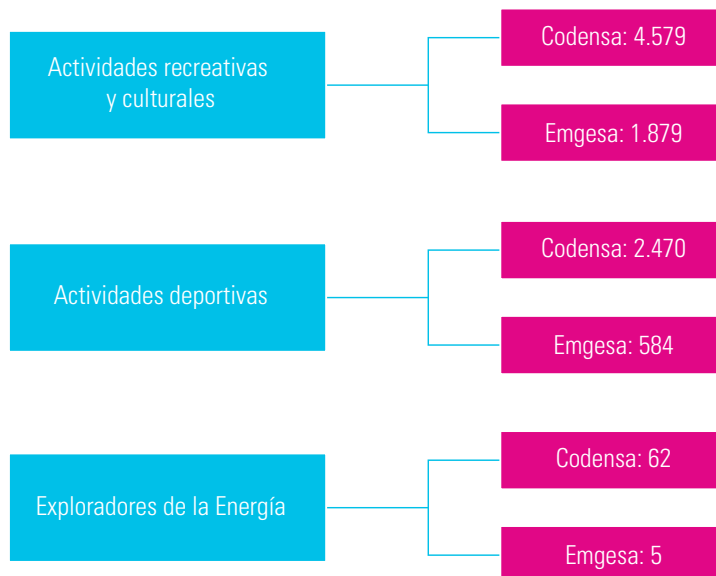 Actividades recreativas
y culturales
Codensa: 4.579
Emgesa: 1.879
Actividades deportivas
Codensa: 2.470
Emgesa: 584
Exploradores de la Energía
Codensa: 62
Emgesa: 5